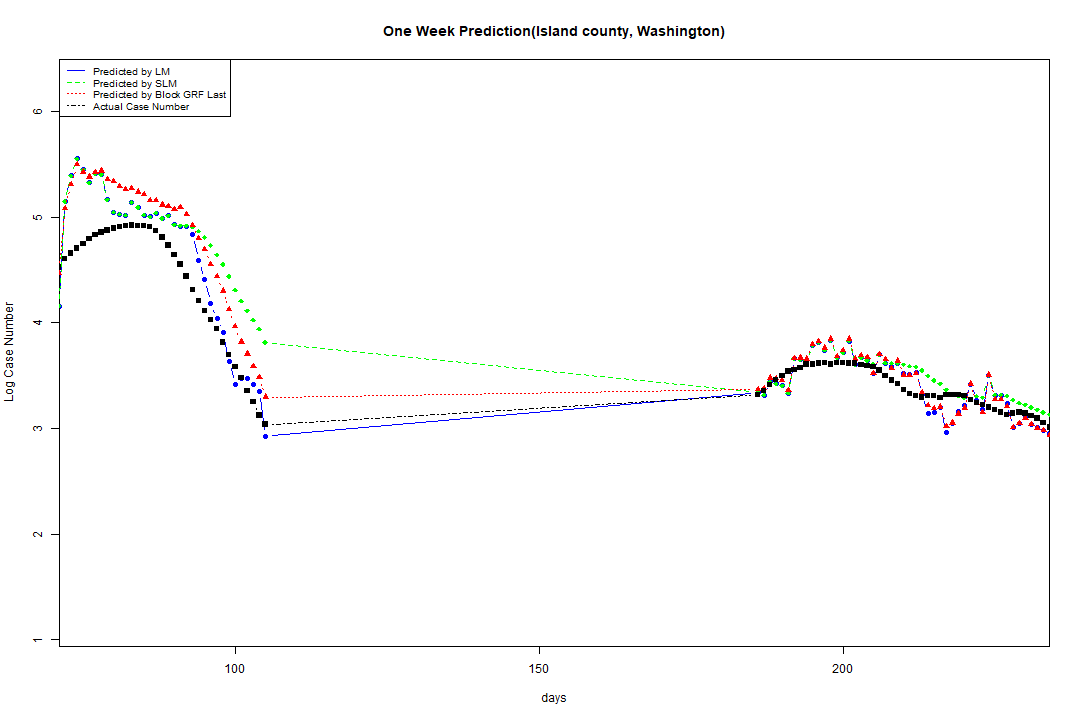 One Week Prediction(Island county, Washington)
Predicted by LM
Predicted by SLM
Predicted by Block GRF Last
Actual Case Number
6
5
4
3
2
1
Log Case Number
100 150 200
days